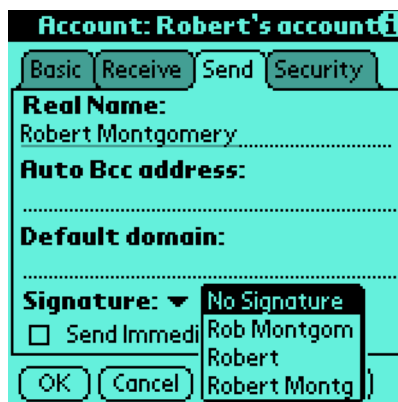 Account: Robert's account i
Basic Receive Send Security
Real Name:
Robert Montgomery
Auto Bcc address:
Default domain:
Signature: No Signature
Send Immedi Rob Montgom
Robert
OK Cancel Robert Montg